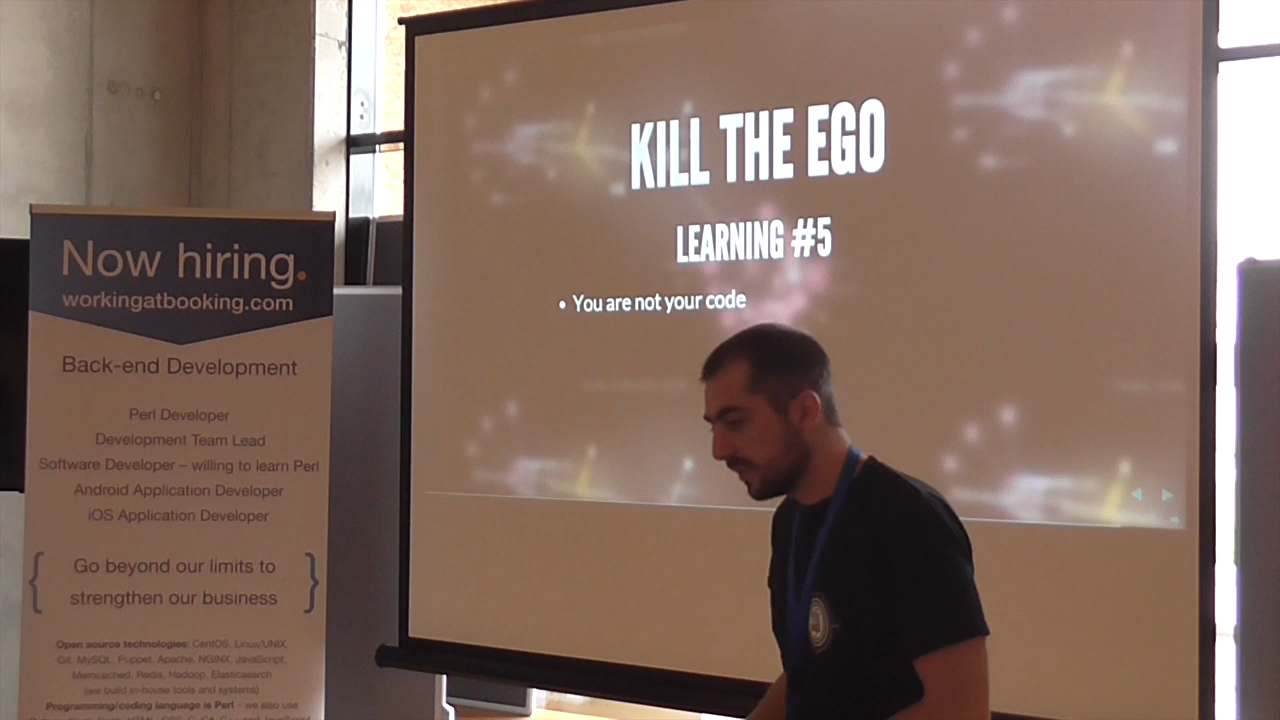 Now hiring.
workingatbooking.com
Back-end Development
Perl Developer
Development Team Lead
Software Developer – willing to learn Perl
Android Application Developer
iOS Application Developer
{ Go beyond our limits to }
strengthen our business
Open source technologies: CentOS, Linux/UNIX,
Git, MySQL, Puppet, Apache, NGINX, JavaScript,
Memcached, Redis, Hadoop, Elasticsearch
(we build in-house tools and systems)
Programming/coding language is Perl - we also use
KILL THE EGO
LEARNING #5
• You are not your code